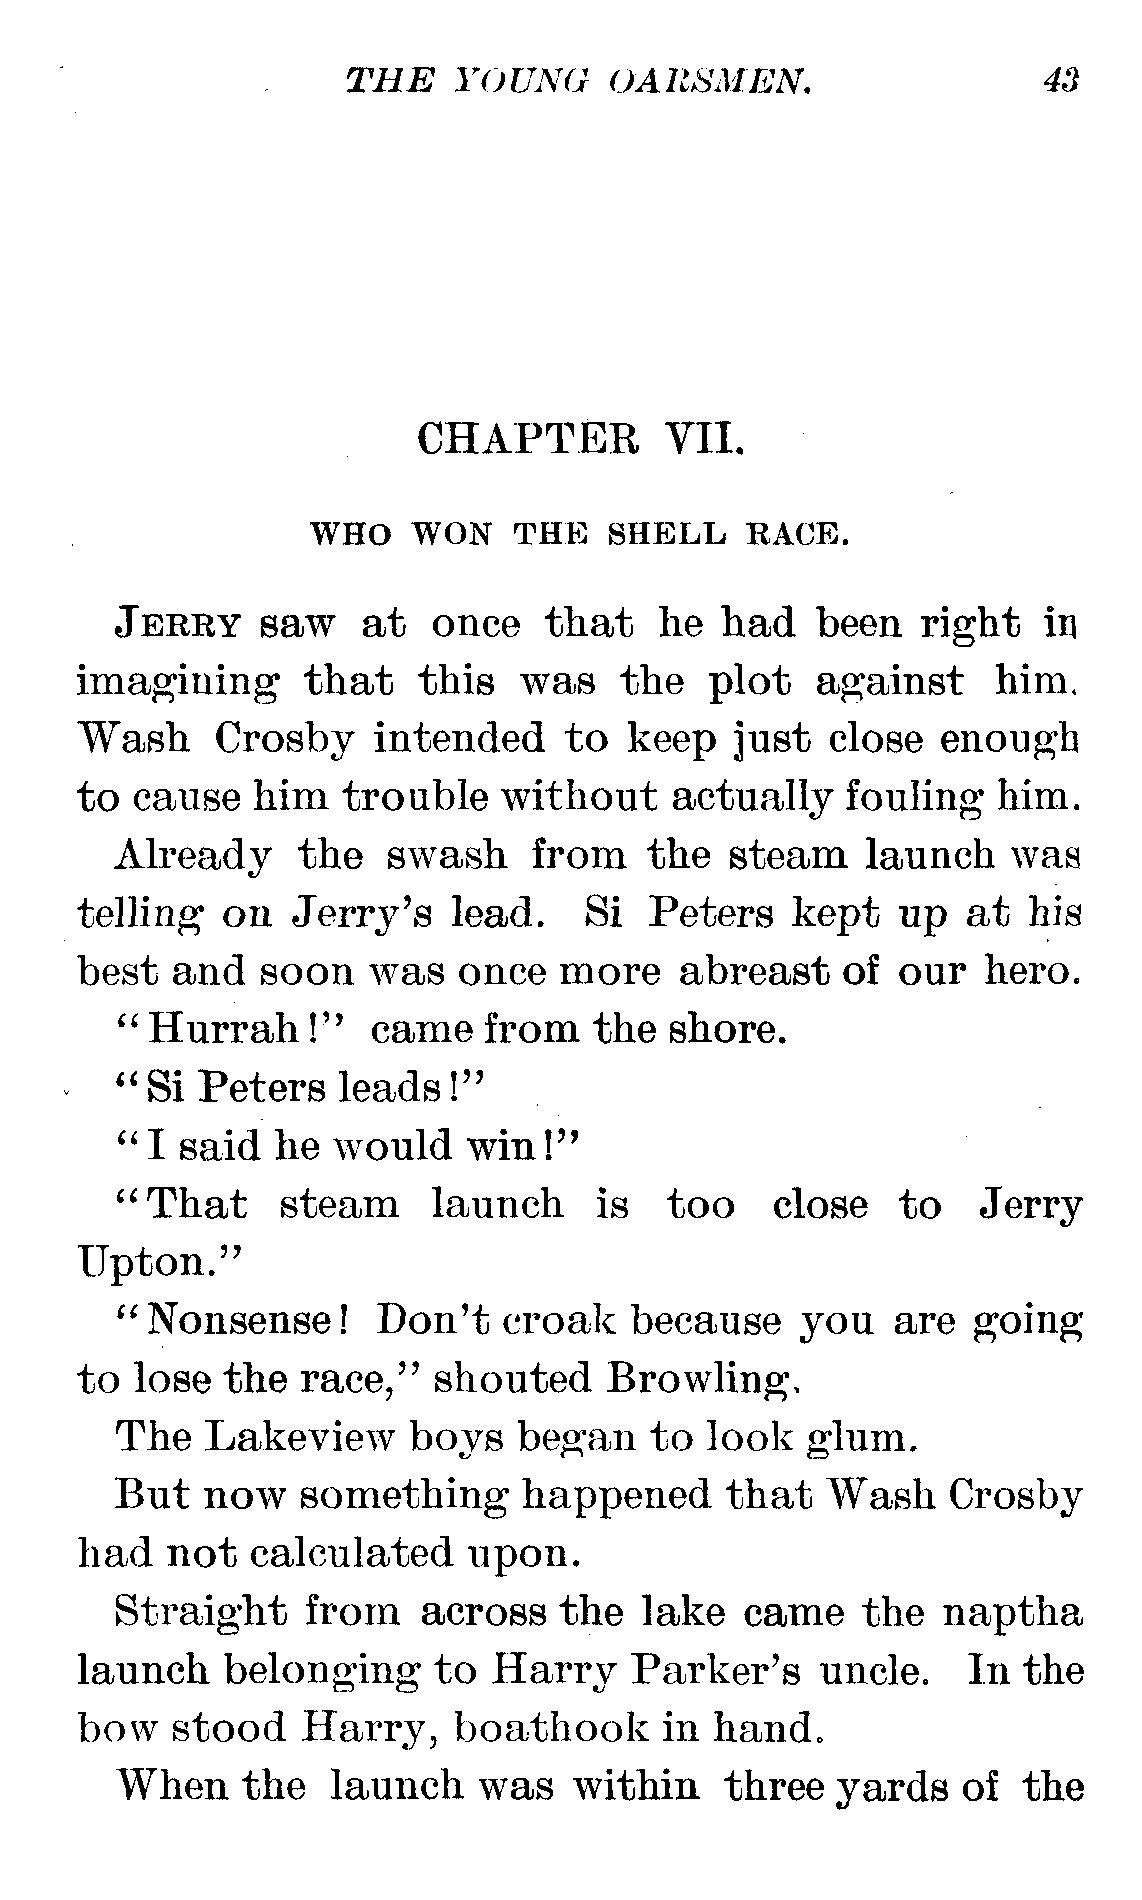 THE YOUNG OARSMEN. 43
CHAPTER VII.
WHO WON THE SHELL RACE.
JERRY saw at once that he had been right in
imagining that this was the plot against him.
Wash Crosby intended to keep just close enough
to cause him trouble without actually fouling him.
Already the swash from the steam launch was
telling on Jerry's lead. Si Peters kept up at his
best and soon was once more abreast of our hero.
"Hurrah!" came from the shore.
"Si Peters leads!"
"I said he would win!"
"That steam launch is too close to Jerry
Upton."
"Nonsense! Don't croak because you are going
to lose the race," shouted Browling.
The Lakeview boys began to look glum.
But now something happened that Wash Crosby
had not calculated upon.
Straight from across the lake came the naptha
launch belonging to Harry Parker's uncle. In the
bow stood Harry, boathook in hand.
When the launch was within three yards of the